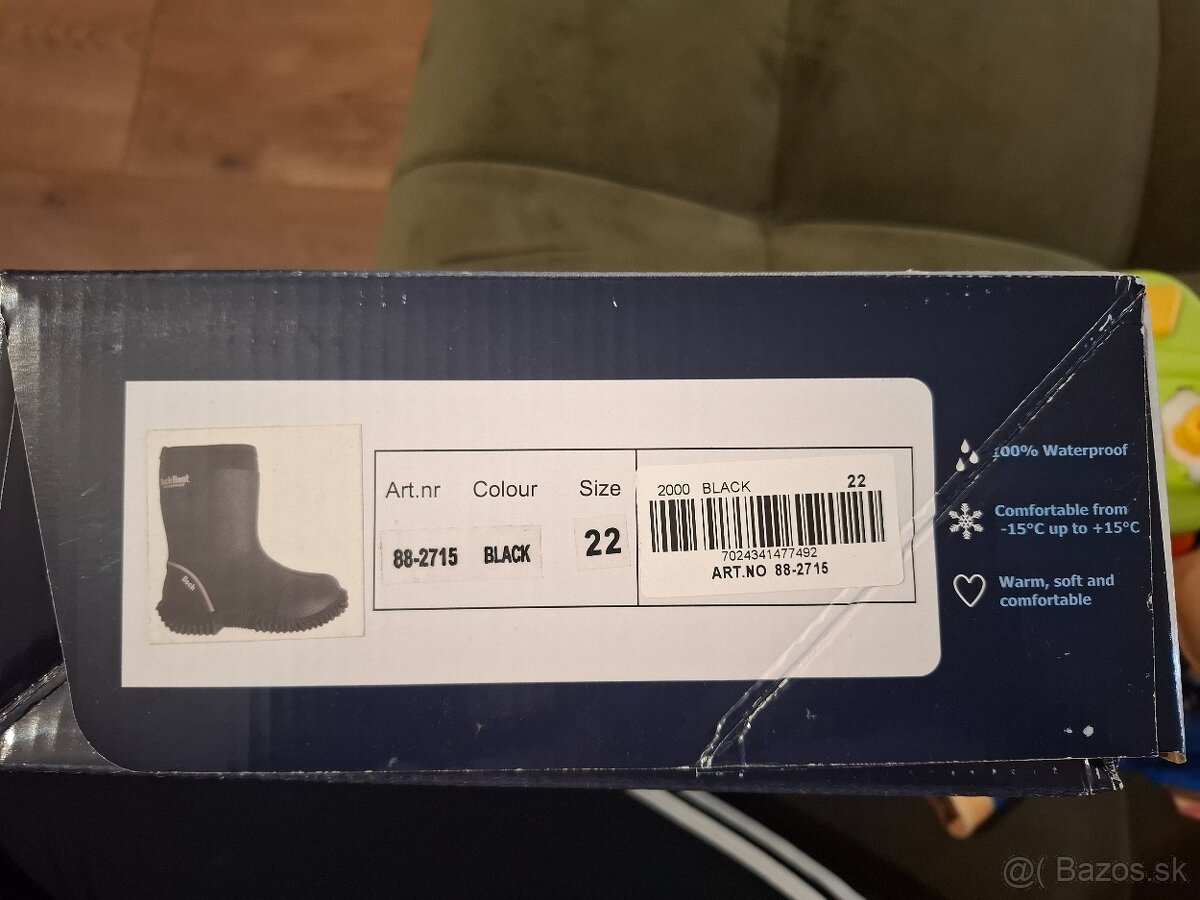 Art.nr Colour Size
88-2715 BLACK 22
2000 BLACK 22
7024341477492
ART.NO 88-2715
100% Waterproof
Comfortable from
-15°C up to +15°C
Warm, soft and
comfortable
Boot
@( Bazos.sk